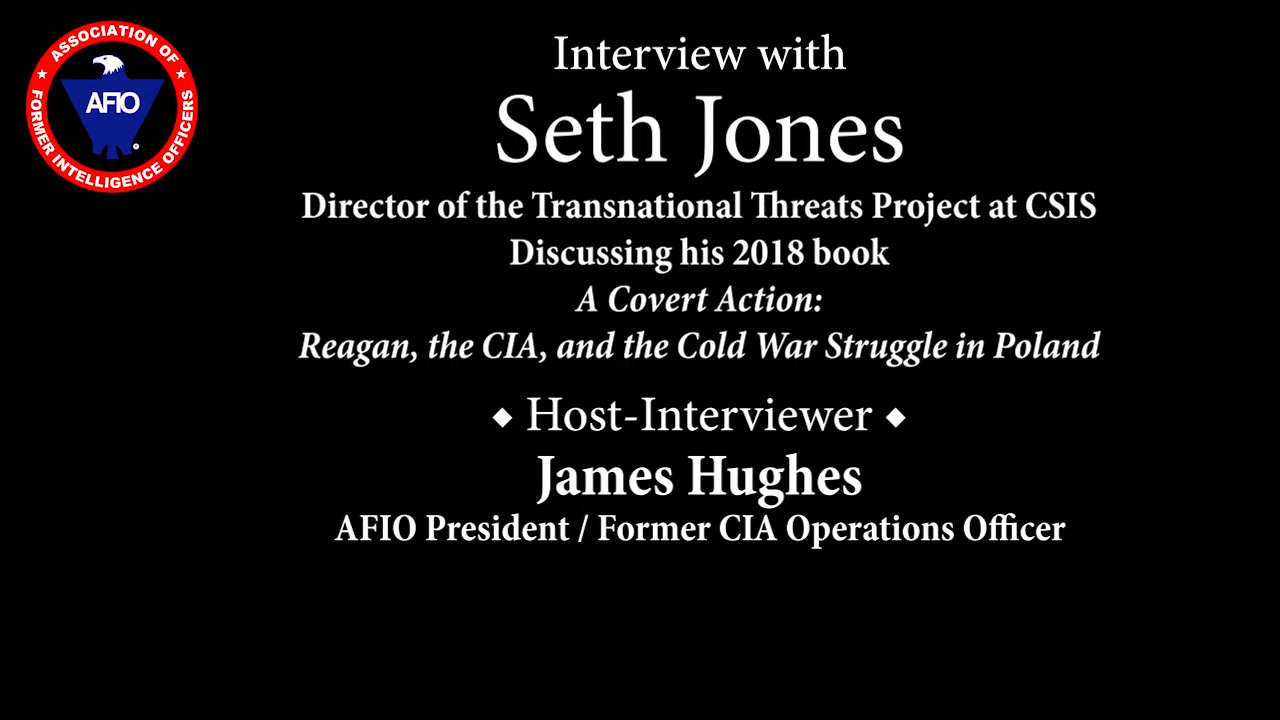 ASSOCIATION OF
FORMER INTELLIGENCE OFFICERS
AFIO
Interview with
Seth Jones
Director of the Transnational Threats Project at CSIS
Discussing his 2018 book
A Covert Action:
Reagan, the CIA, and the Cold War Struggle in Poland
◆ Host-Interviewer ◆
James Hughes
AFIO President / Former CIA Operations Officer